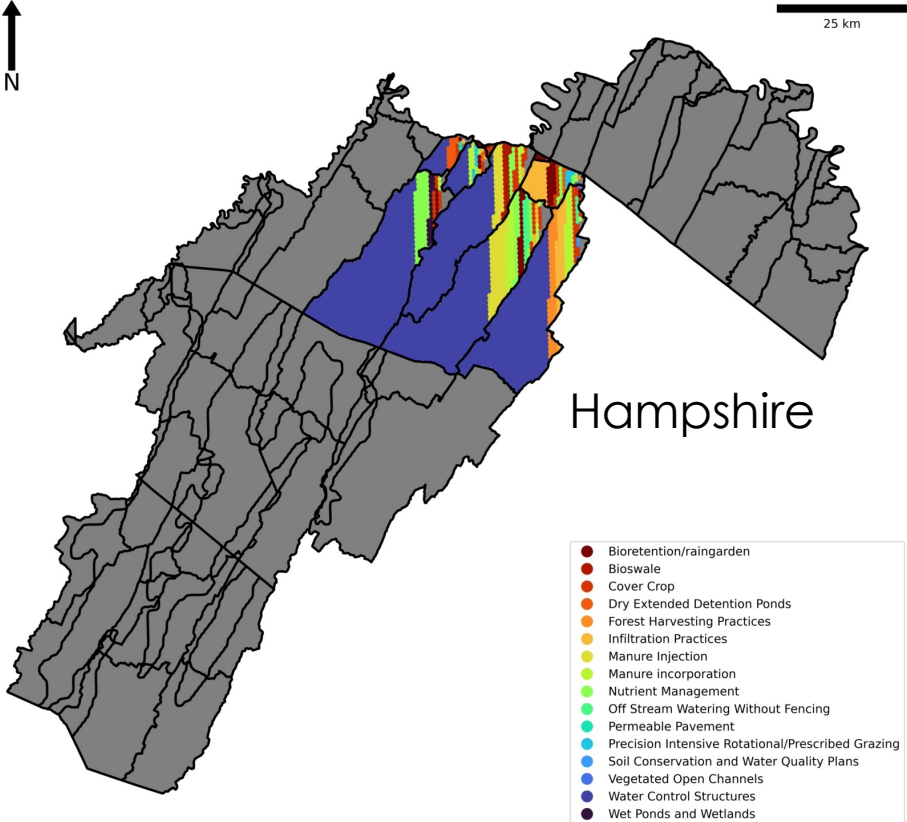 25 km
N
Hampshire
Bioretention/raingarden
Bioswale
Cover Crop
Dry Extended Detention Ponds
Forest Harvesting Practices
Infiltration Practices
Manure Injection
Manure incorporation
Nutrient Management
Off Stream Watering Without Fencing
Permeable Pavement
Precision Intensive Rotational/Prescribed Grazing
Soil Conservation and Water Quality Plans
Vegetated Open Channels
Water Control Structures
Wet Ponds and Wetlands